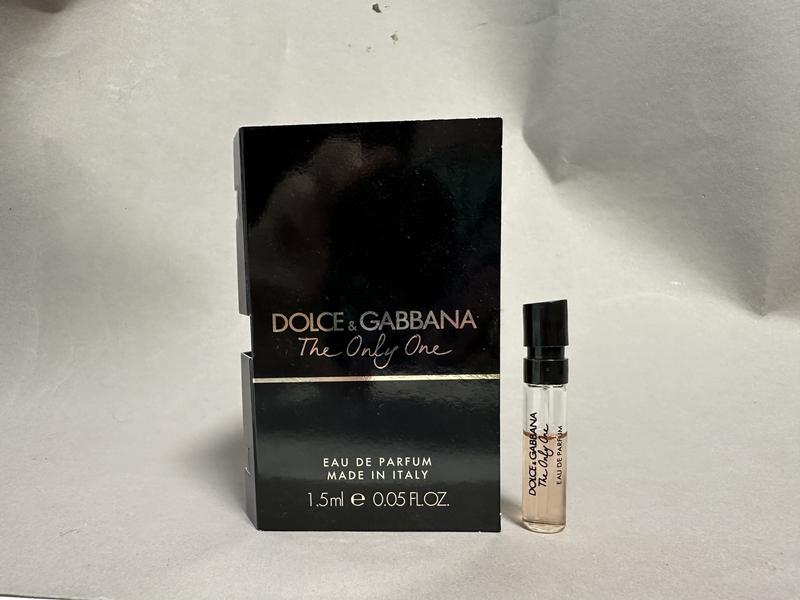 DOLCE & GABBANA
The Only One
EAU DE PARFUM
MADE IN ITALY
1.5ml e 0.05 FL.OZ.
DOLCE & GABBANA
The Only One
EAU DE PARFUM